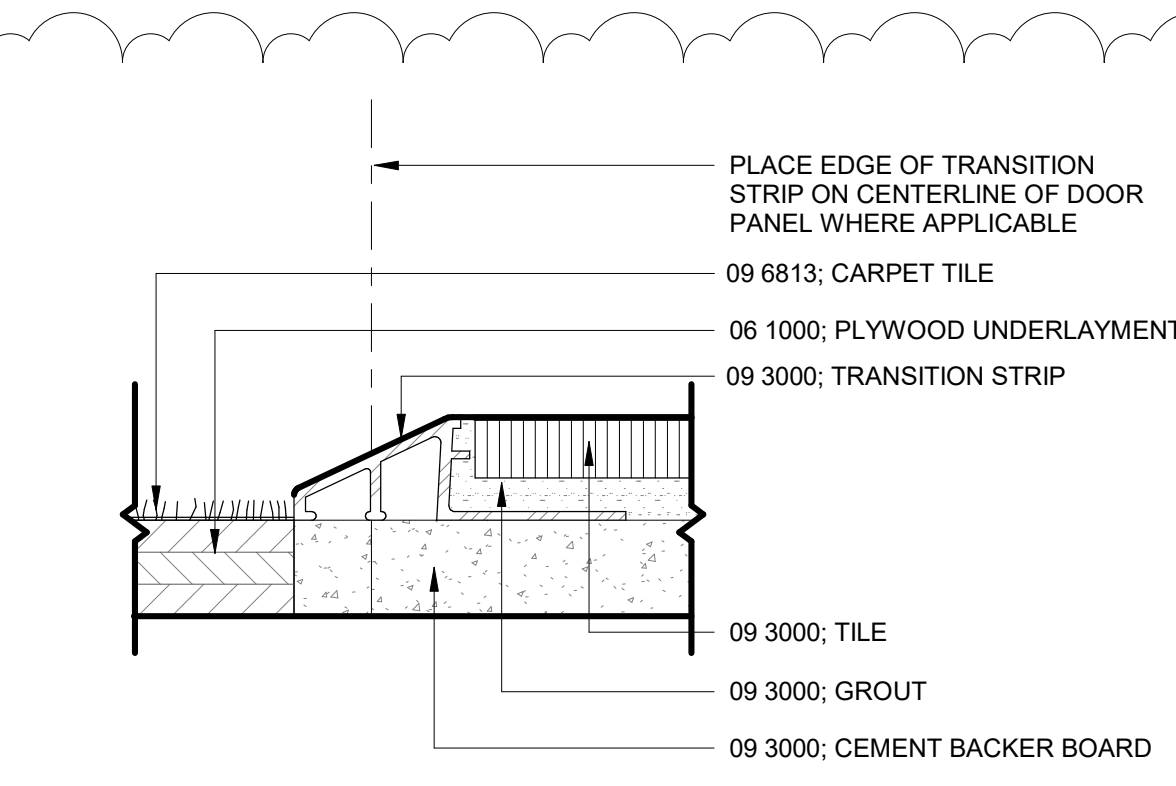 PLACE EDGE OF TRANSITION
STRIP ON CENTERLINE OF DOOR
PANEL WHERE APPLICABLE
09 6813; CARPET TILE
06 1000; PLYWOOD UNDERLAYMENT
09 3000; TRANSITION STRIP
09 3000; TILE
09 3000; GROUT
09 3000; CEMENT BACKER BOARD